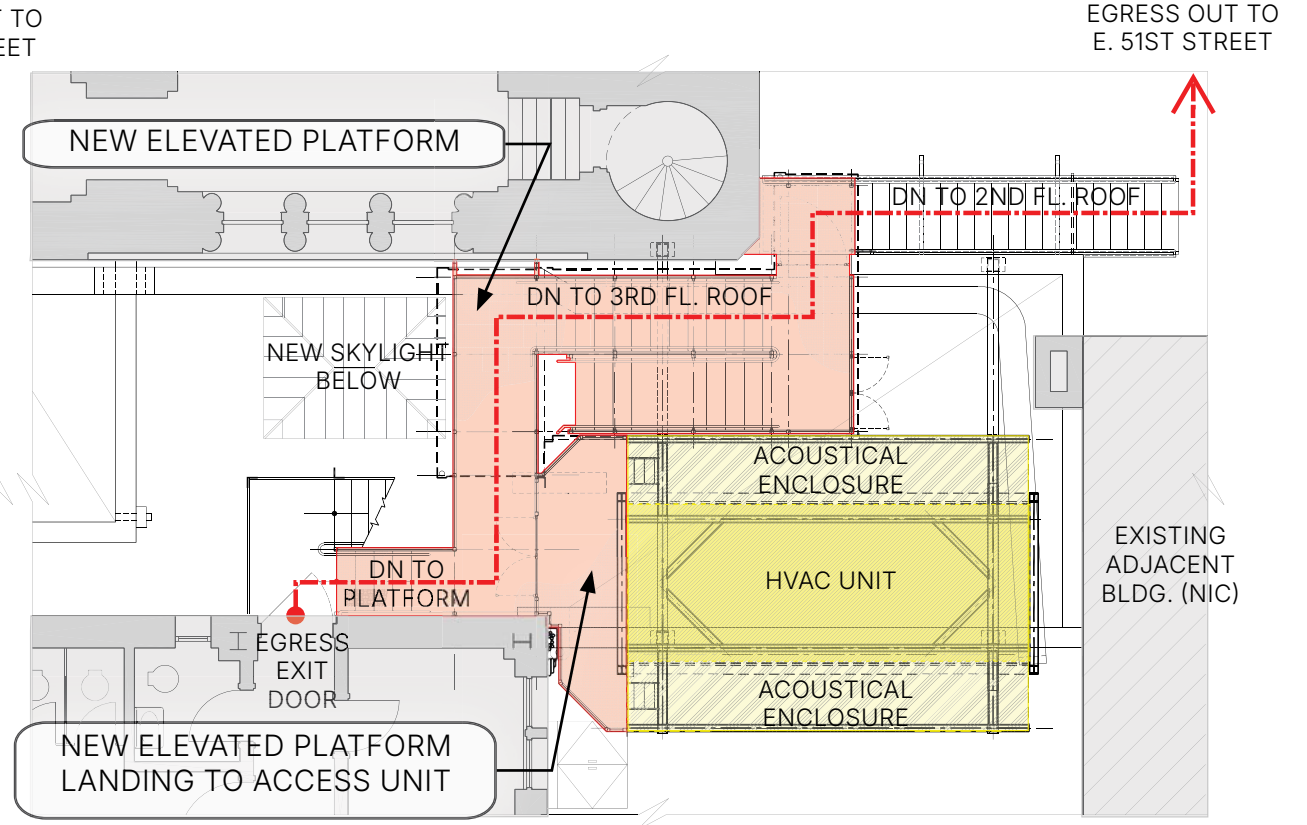 T TO
EET
EGRESS OUT TO
E. 51ST STREET
NEW ELEVATED PLATFORM
DN TO 2ND FL. ROOF
DN TO 3RD FL. ROOF
NEW SKYLIGHT
BELOW
ACOUSTICAL
ENCLOSURE
HVAC UNIT
EXISTING
ADJACENT
BLDG. (NIC)
DN TO
PLATFORM
EGRESS
EXIT
DOOR
ACOUSTICAL
ENCLOSURE
NEW ELEVATED PLATFORM
LANDING TO ACCESS UNIT